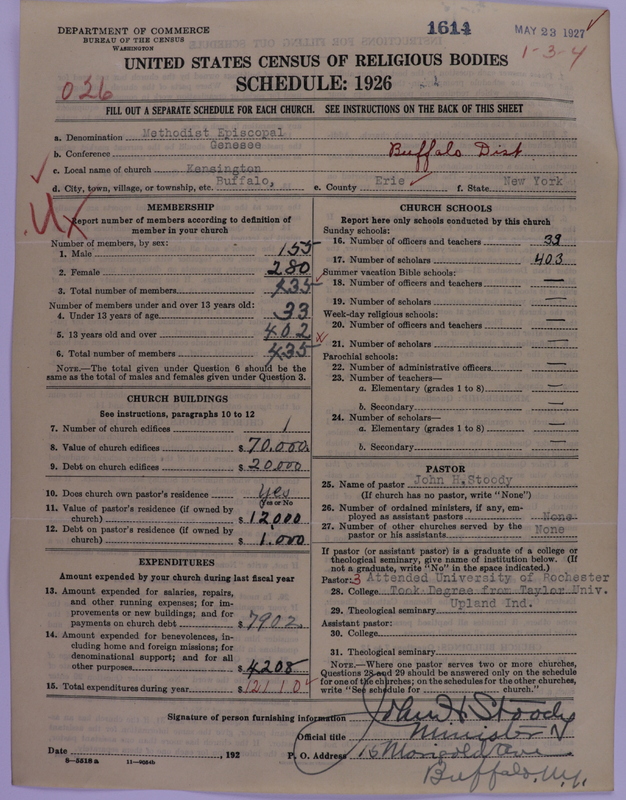 DEPARTMENT OF COMMERCE
BUREAU OF THE CENSUS
WASHINGTON
1614
MAY 23 1927
1-3-4
UNITED STATES CENSUS OF RELIGIOUS BODIES
SCHEDULE: 1926
026
FILL OUT A SEPARATE SCHEDULE FOR EACH CHURCH. SEE INSTRUCTIONS ON THE BACK OF THIS SHEET
a. Denomination Methodist Episcopal
b. Conference Genesee Buffalo Dist
c. Local name of church Kensington
d. City, town, village, or township, etc. Buffalo, e. County Erie f. State New York
MEMBERSHIP
Report number of members according to definition of
member in your church
Number of members, by sex:
1. Male 155
2. Female 280
3. Total number of members 435
Number of members under and over 13 years old:
4. Under 13 years of age 33
5. 13 years old and over 402
6. Total number of members 435
NOTE.—The total given under Question 6 should be the
same as the total of males and females given under Question 3.
CHURCH BUILDINGS
See instructions, paragraphs 10 to 12
7. Number of church edifices 1
8. Value of church edifices $ 70.000.
9. Debt on church edifices $ 20.000
10. Does church own pastor's residence yes
(Yes or No
11. Value of pastor's residence (if owned by
church) $ 12000
12. Debt on pastor's residence (if owned by
church) $ 1.000
EXPENDITURES
Amount expended by your church during last fiscal year
13. Amount expended for salaries, repairs,
and other running expenses; for im-
provements or new buildings; and for
payments on church debt $ 7902.
14. Amount expended for benevolences, in-
cluding home and foreign missions; for
denominational support; and for all
other purposes $ 4208
15. Total expenditures during year $ 12110
CHURCH SCHOOLS
Report here only schools conducted by this church
Sunday schools:
16. Number of officers and teachers 39
17. Number of scholars 403
Summer vacation Bible schools:
18. Number of officers and teachers —
19. Number of scholars —
Week-day religious schools:
20. Number of officers and teachers —
21. Number of scholars —
Parochial schools:
22. Number of administrative officers —
23. Number of teachers—
a. Elementary (grades 1 to 8) —
b. Secondary —
24. Number of scholars—
a. Elementary (grades 1 to 8) —
b. Secondary —
PASTOR
25. Name of pastor John H. Stoody
(If church has no pastor, write "None")
26. Number of ordained ministers, if any, em-
ployed as assistant pastors None
27. Number of other churches served by the
pastor or his assistants None
If pastor (or assistant pastor) is a graduate of a college or
theological seminary, give name of institution below. (If
not a graduate, write "No" in the space indicated.)
Pastor: 3 Attended University of Rochester
28. College Took Degree from Taylor Univ.
29. Theological seminary Upland Ind.
Assistant pastor:
30. College
31. Theological seminary
NOTE.—Where one pastor serves two or more churches,
Questions 28 and 29 should be answered only on the schedule
for one of the churches; on the schedules for the other churches,
write "See schedule for church."
Signature of person furnishing information John H. Stoody
Official title Minister
Date , 192 P. O. Address 16 Marigold Ave
Buffalo, N.Y.
8-5318 a 11-9054b